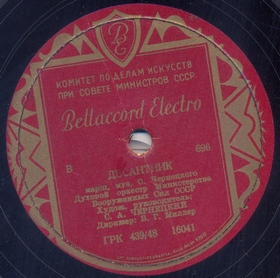 КОМИТЕТ ПО ДЕЛАМ ИСКУССТВ
ПРИ СОВЕТЕ МИНИСТРОВ СССР
Bellaccord Electro
В 696
ДЕСАНТНИК
марш, муз. С. Чернецкого
Духовой оркестр Министерства
Вооруженных Сил СССР
Худож. руководитель:
С. А. ЧЕРНЕЦКИЙ
Дирижер: В. Т. Миллер
ГРК 439/48 16041